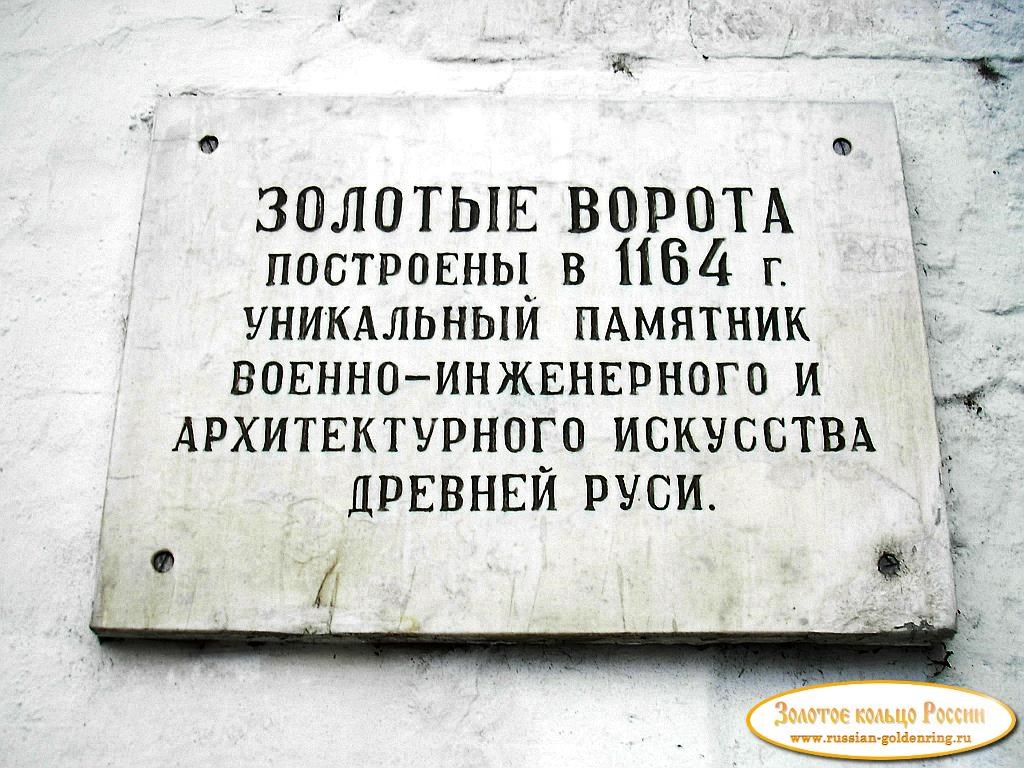 ЗОЛОТЫЕ ВОРОТА
ПОСТРОЕНЫ В 1164 г.
УНИКАЛЬНЫЙ ПАМЯТНИК
ВОЕННО-ИНЖЕНЕРНОГО И
АРХИТЕКТУРНОГО ИСКУССТВА
ДРЕВНЕЙ РУСИ.
Золотое кольцо России
www.russian-goldenring.ru